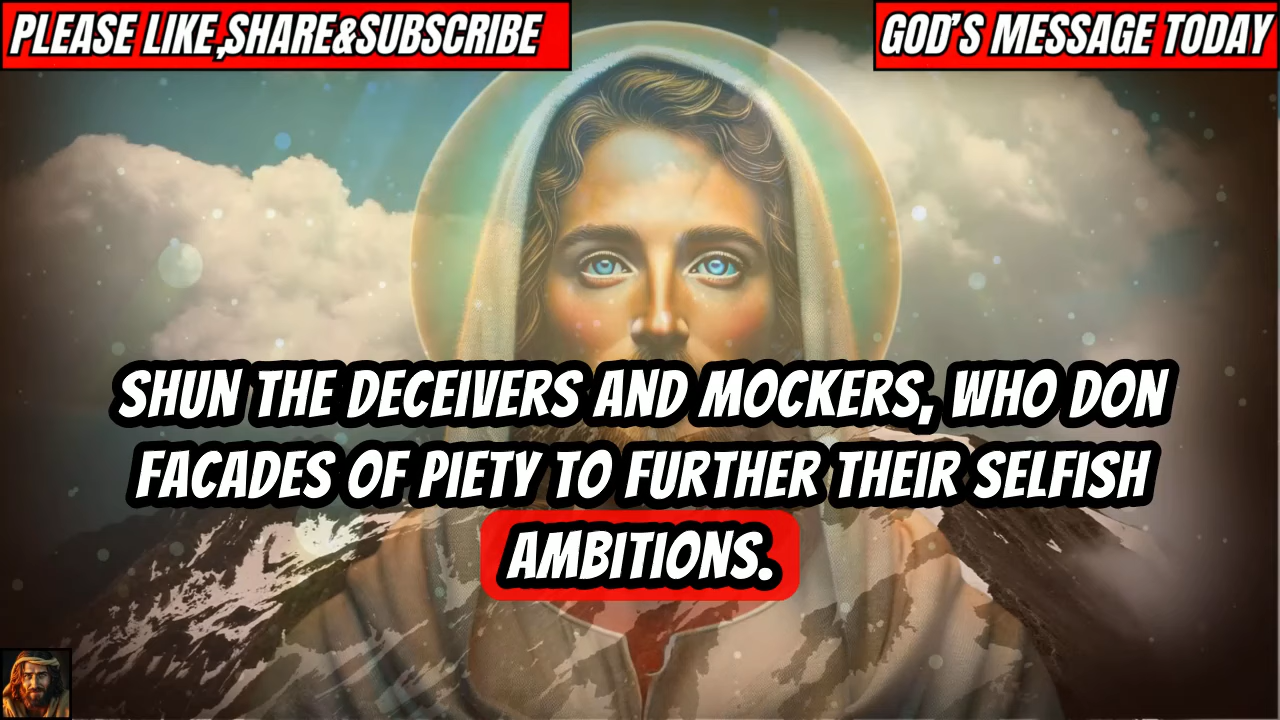 PLEASE LIKE,SHARE&SUBSCRIBE
GOD'S MESSAGE TODAY
SHUN THE DECEIVERS AND MOCKERS, WHO DON
FACADES OF PIETY TO FURTHER THEIR SELFISH
AMBITIONS.